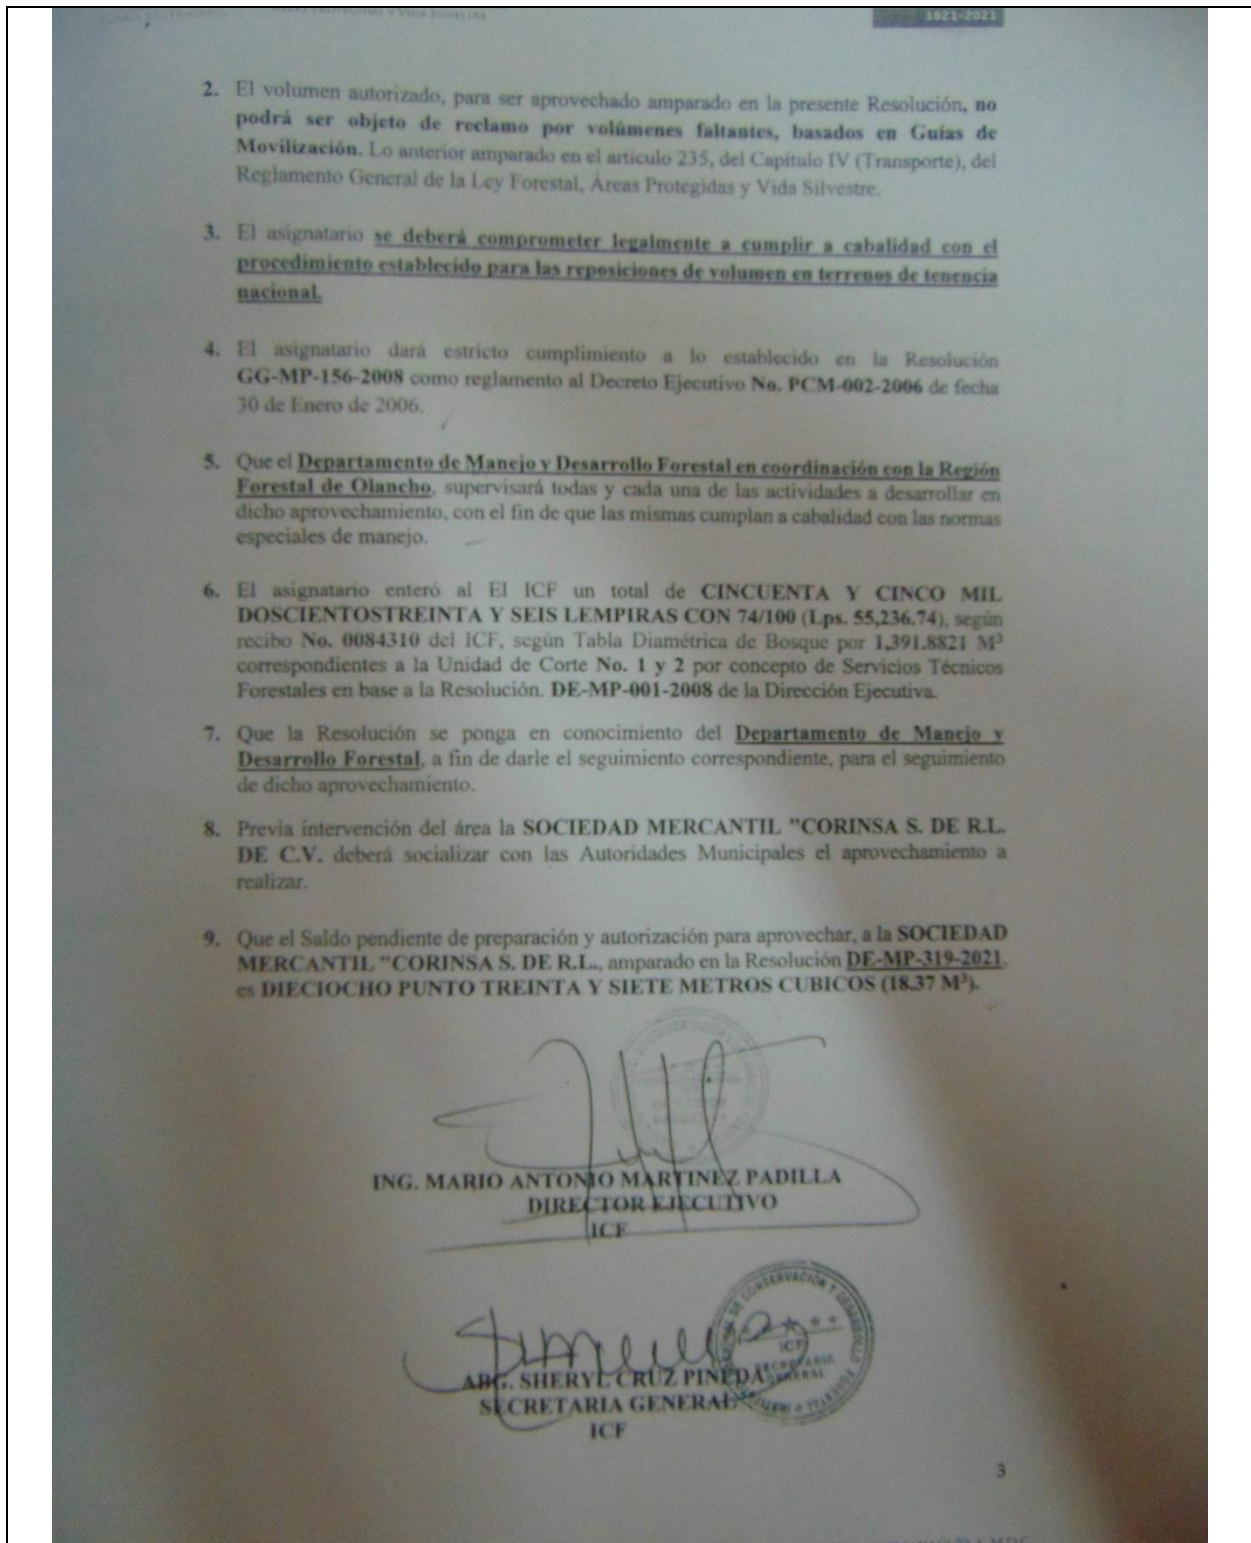 ÁREAS PROTEGIDAS Y VIDA SILVESTRE
1821-2021
2. El volumen autorizado, para ser aprovechado amparado en la presente Resolución, no
podrá ser objeto de reclamo por volúmenes faltantes, basados en Guías de
Movilización. Lo anterior amparado en el artículo 235, del Capítulo IV (Transporte), del
Reglamento General de la Ley Forestal, Áreas Protegidas y Vida Silvestre.
3. El asignatario se deberá comprometer legalmente a cumplir a cabalidad con el
procedimiento establecido para las reposiciones de volumen en terrenos de tenencia
nacional.
4. El asignatario dará estricto cumplimiento a lo establecido en la Resolución
GG-MP-156-2008 como reglamento al Decreto Ejecutivo No. PCM-002-2006 de fecha
30 de Enero de 2006.
5. Que el Departamento de Manejo y Desarrollo Forestal en coordinación con la Región
Forestal de Olancho, supervisará todas y cada una de las actividades a desarrollar en
dicho aprovechamiento, con el fin de que las mismas cumplan a cabalidad con las normas
especiales de manejo.
6. El asignatario enteró al El ICF un total de CINCUENTA Y CINCO MIL
DOSCIENTOSTREINTA Y SEIS LEMPIRAS CON 74/100 (Lps. 55,236.74), según
recibo No. 0084310 del ICF, según Tabla Diamétrica de Bosque por 1,391.8821 M³
correspondientes a la Unidad de Corte No. 1 y 2 por concepto de Servicios Técnicos
Forestales en base a la Resolución. DE-MP-001-2008 de la Dirección Ejecutiva.
7. Que la Resolución se ponga en conocimiento del Departamento de Manejo y
Desarrollo Forestal, a fin de darle el seguimiento correspondiente, para el seguimiento
de dicho aprovechamiento.
8. Previa intervención del área la SOCIEDAD MERCANTIL "CORINSA S. DE R.L.
DE C.V. deberá socializar con las Autoridades Municipales el aprovechamiento a
realizar.
9. Que el Saldo pendiente de preparación y autorización para aprovechar, a la SOCIEDAD
MERCANTIL "CORINSA S. DE R.L., amparado en la Resolución DE-MP-319-2021,
es DIECIOCHO PUNTO TREINTA Y SIETE METROS CUBICOS (18.37 M³).
ING. MARIO ANTONIO MARTINEZ PADILLA
DIRECTOR EJECUTIVO
ICF
DE CONSERVACIÓN Y DESARROLLO FORESTAL
ICF
SECRETARIA
GENERAL
ABG. SHERYL CRUZ PINEDA
SECRETARIA GENERAL
ICF
3